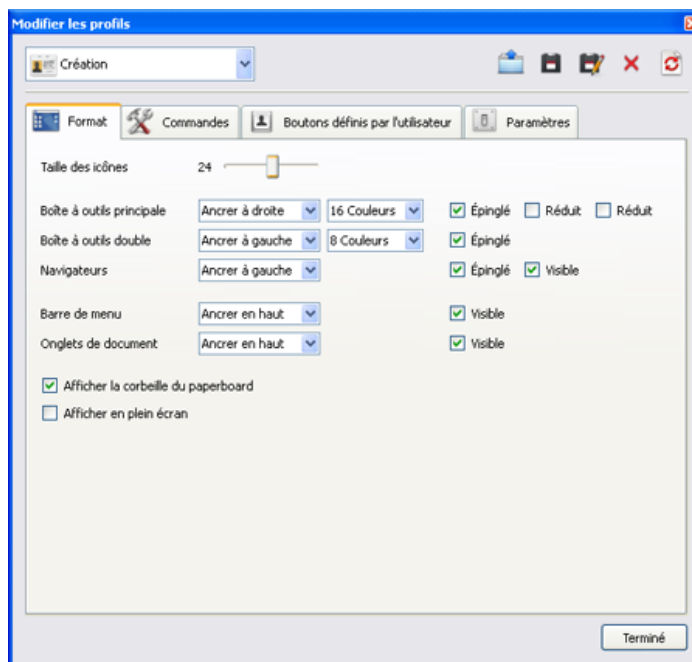 Modifier les profils
Création
Format Commandes Boutons définis par l'utilisateur Paramètres
Taille des icônes 24
Boîte à outils principale Ancrer à droite 16 Couleurs Épinglé Réduit Réduit
Boîte à outils double Ancrer à gauche 8 Couleurs Épinglé
Navigateurs Ancrer à gauche Épinglé Visible
Barre de menu Ancrer en haut Visible
Onglets de document Ancrer en haut Visible
Afficher la corbeille du paperboard
Afficher en plein écran
Terminé